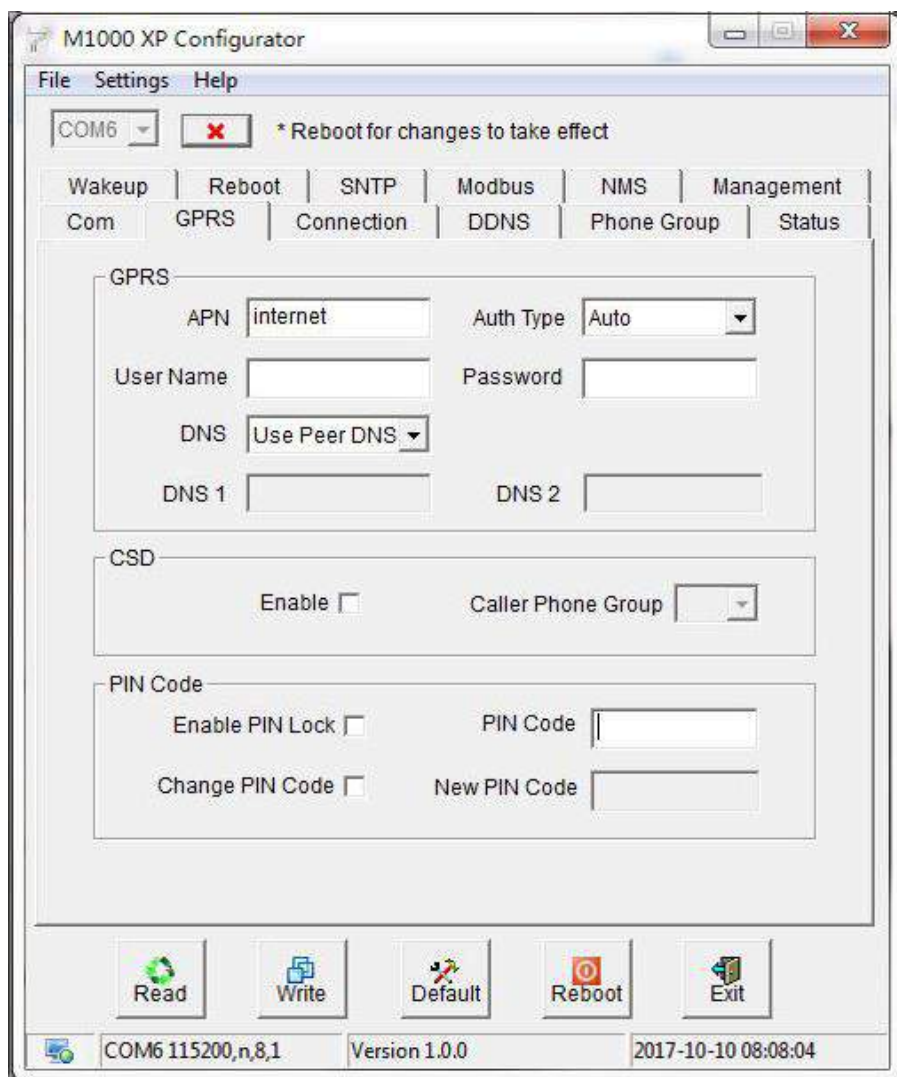 M1000 XP Configurator
File Settings Help
COM6 * Reboot for changes to take effect
Wakeup Reboot SNTP Modbus NMS Management
Com GPRS Connection DDNS Phone Group Status
GPRS
APN internet Auth Type Auto
User Name Password
DNS Use Peer DNS
DNS 1 DNS 2
CSD
Enable Caller Phone Group
PIN Code
Enable PIN Lock PIN Code
Change PIN Code New PIN Code
Read Write Default Reboot Exit
COM6 115200,n,8,1 Version 1.0.0 2017-10-10 08:08:04